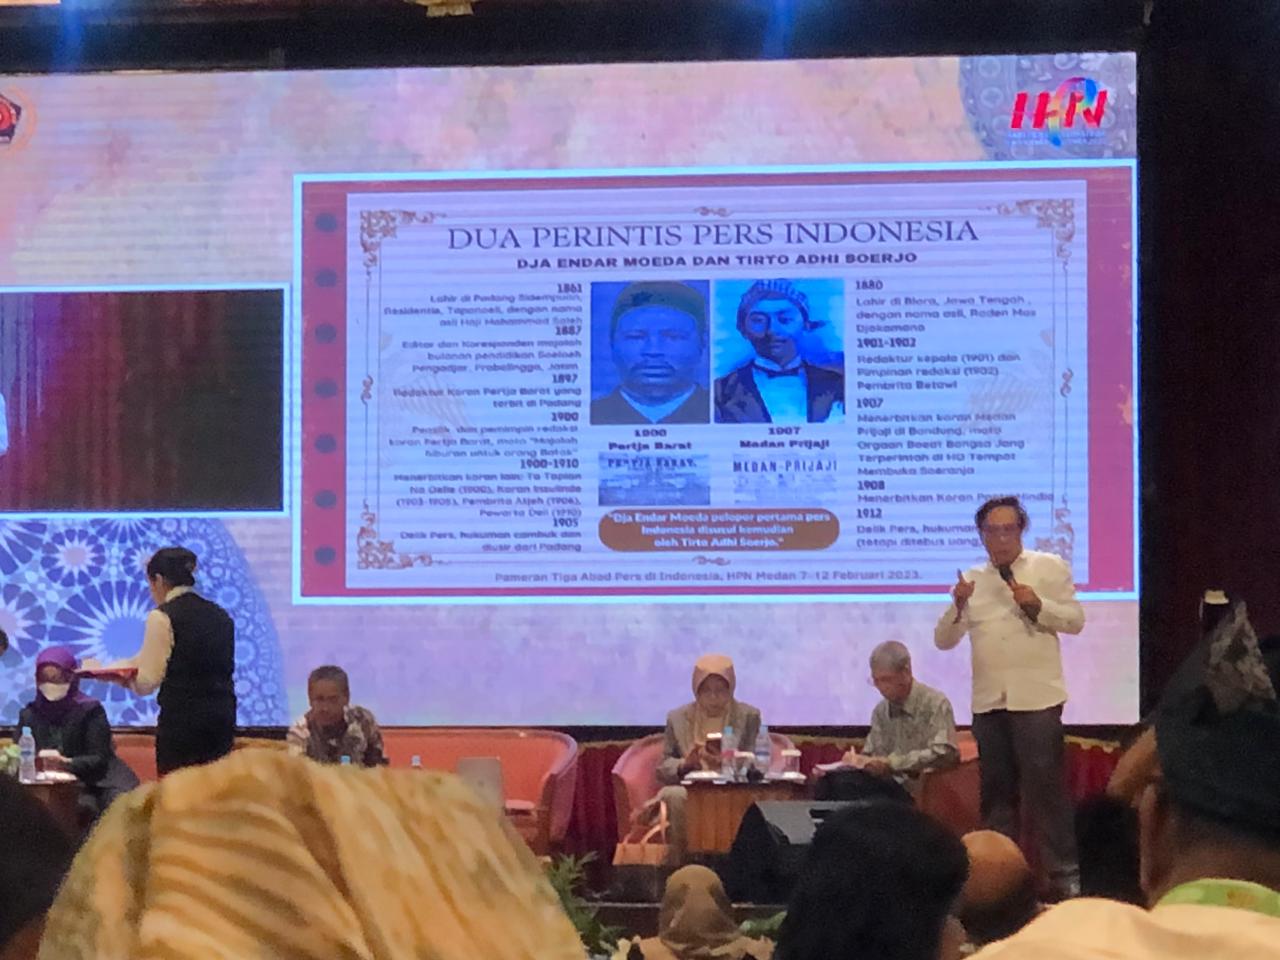 HPN
DUA PERINTIS PERS INDONESIA
DJA ENDAR MOEDA DAN TIRTO ADHI SOERJO
1861
Lahir di Padang Sidempuan,
Residentie, Tapanoeli, dengan nama
asli Haji Mohammad Saleh
1887
Editor dan Koresponden majalah
bulanan pendidikan Soeloeh
Pengadjar, Probolinggo, Jatim
1897
Redaktur Koran Pertja Barat yang
terbit di Padang
1900
Pemilik dan pemimpin redaksi
koran Pertja Barat, moto "Majalah
hiburan untuk orang Batak"
1900-1910
Menerbitkan koran lain: Ta Tapian
Na Oelie (1900), Koran Insulinde
(1903-1905), Pembrita Atjeh (1906),
Pewarta Deli (1910)
1905
Delik Pers, hukuman cambuk dan
diusir dari Padang
1900
Pertja Barat
PERTJA BARAT.
1907
Medan Prijaji
MEDAN-PRIJAJI
"Dja Endar Moeda pelopor pertama pers
Indonesia disusul kemudian
oleh Tirto Adhi Soerjo."
1880
Lahir di Blora, Jawa Tengah,
dengan nama asli, Raden Mas
Djokomono
1901-1902
Redaktur kepala (1901) dan
Pimpinan redaksi (1902)
Pembrita Betawi
1907
Menerbitkan koran Medan
Prijaji di Bandung, moto
Orgaan Boeat Bangsa Jang
Terperintah di HO Tempat
Membuka Soeranja
1908
Menerbitkan Koran
1912
Delik Pers, hukuman
(tetapi ditebus uang
Pameran Tiga Abad Pers di Indonesia, HPN Medan 7-12 Februari 2023.